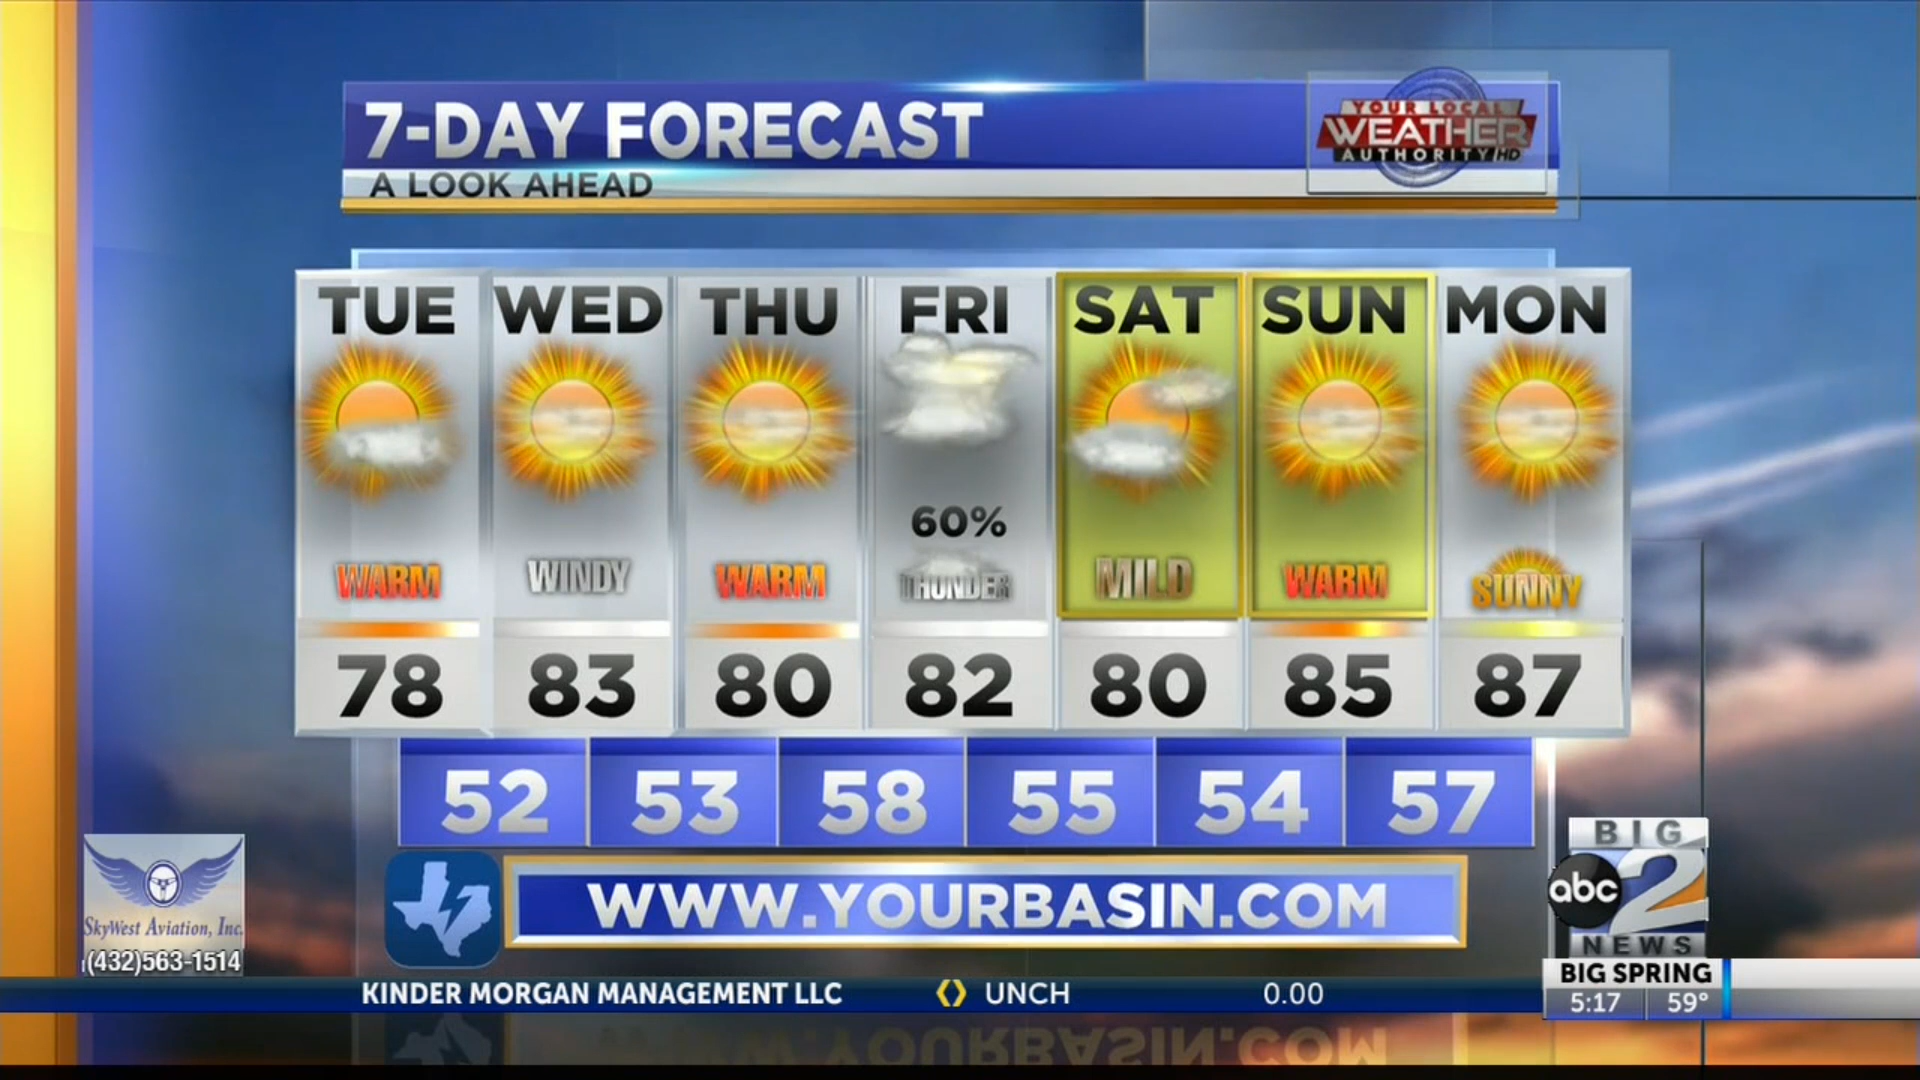 7-DAY FORECAST
A LOOK AHEAD
YOUR LOCAL
WEATHER
AUTHORITY HD
TUE WED THU FRI SAT SUN MON
60%
WARM WINDY WARM THUNDER MILD WARM SUNNY
78 83 80 82 80 85 87
52 53 58 55 54 57
WWW.YOURBASIN.COM
SkyWest Aviation, Inc.
(432)563-1514
BIG
abc 2
NEWS
BIG SPRING
5:17 59°
KINDER MORGAN MANAGEMENT LLC UNCH 0.00